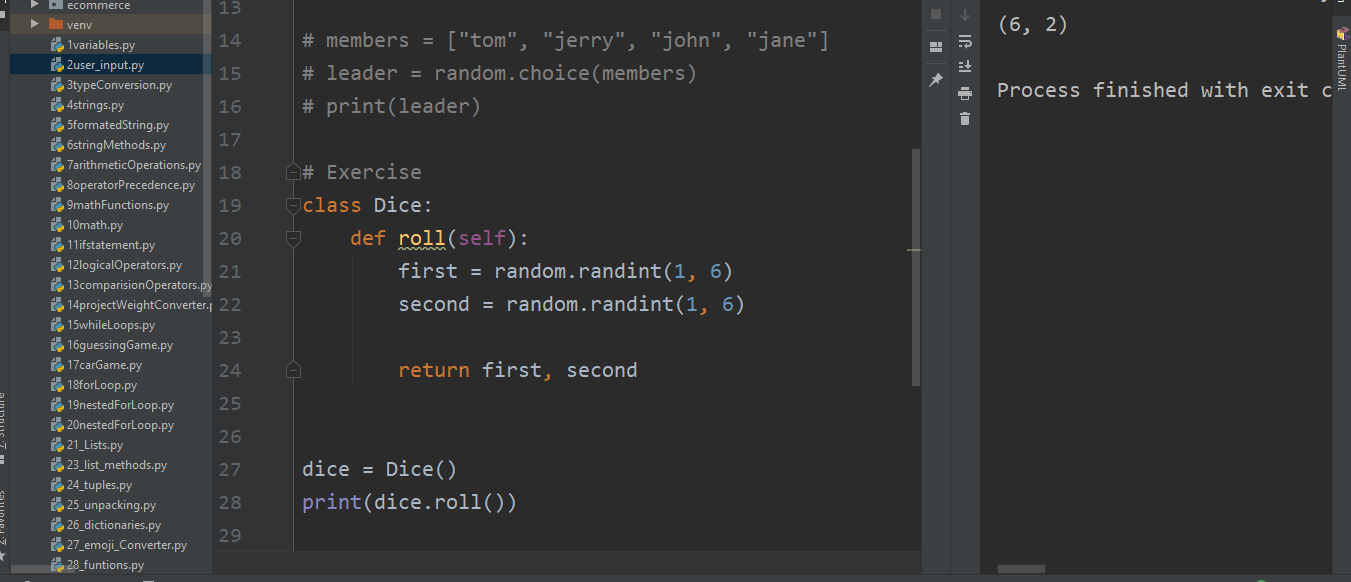 ecommerce
venv
1variables.py
2user_input.py
3typeConversion.py
4strings.py
5formatedString.py
6stringMethods.py
7arithmeticOperations.py
8operatorPrecedence.py
9mathFunctions.py
10math.py
11ifstatement.py
12logicalOperators.py
13comparisionOperators.py
14projectWeightConverter.
15whileLoops.py
16guessingGame.py
17carGame.py
18forLoop.py
19nestedForLoop.py
20nestedForLoop.py
21_Lists.py
23_list_methods.py
24_tuples.py
25_unpacking.py
26_dictionaries.py
27_emoji_Converter.py
28_funtions.py
13
14 # members = ["tom", "jerry", "john", "jane"]
15 # leader = random.choice(members)
16 # print(leader)
17
18 # Exercise
19 class Dice:
20 def roll(self):
21 first = random.randint(1, 6)
22 second = random.randint(1, 6)
23
24 return first, second
25
26
27 dice = Dice()
28 print(dice.roll())
29
(6, 2)
Process finished with exit c
PlantUML